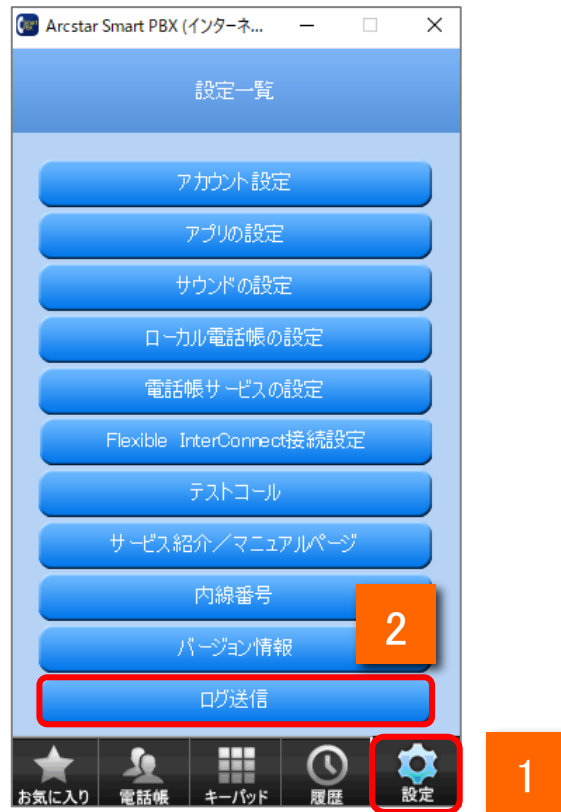 Arcstar Smart PBX (インターネ...
設定一覧
アカウント設定
アプリの設定
サウンドの設定
ローカル電話帳の設定
電話帳サービスの設定
Flexible InterConnect接続設定
テストコール
サービス紹介／マニュアルページ
内線番号
2
バージョン情報
ログ送信
お気に入り 電話帳 キーパッド 履歴 設定
1